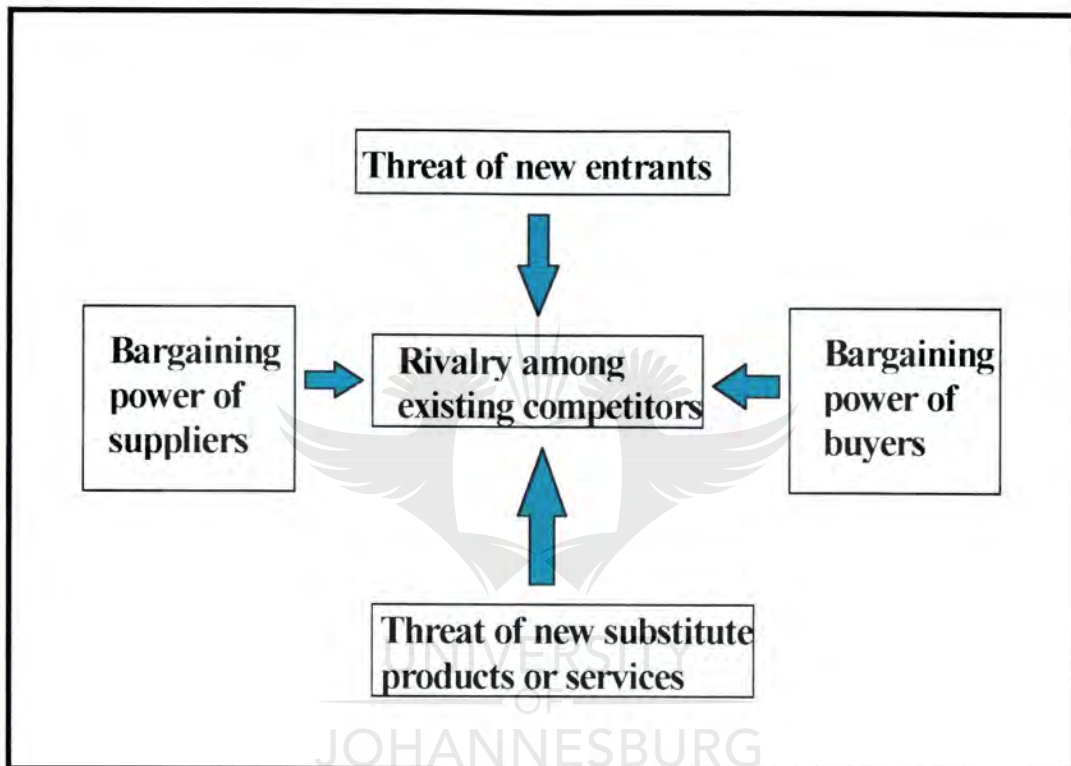 Threat of new entrants
Bargaining
power of
suppliers
Rivalry among
existing competitors
Bargaining
power of
buyers
Threat of new substitute
products or services
UNIVERSITY
OF
JOHANNESBURG